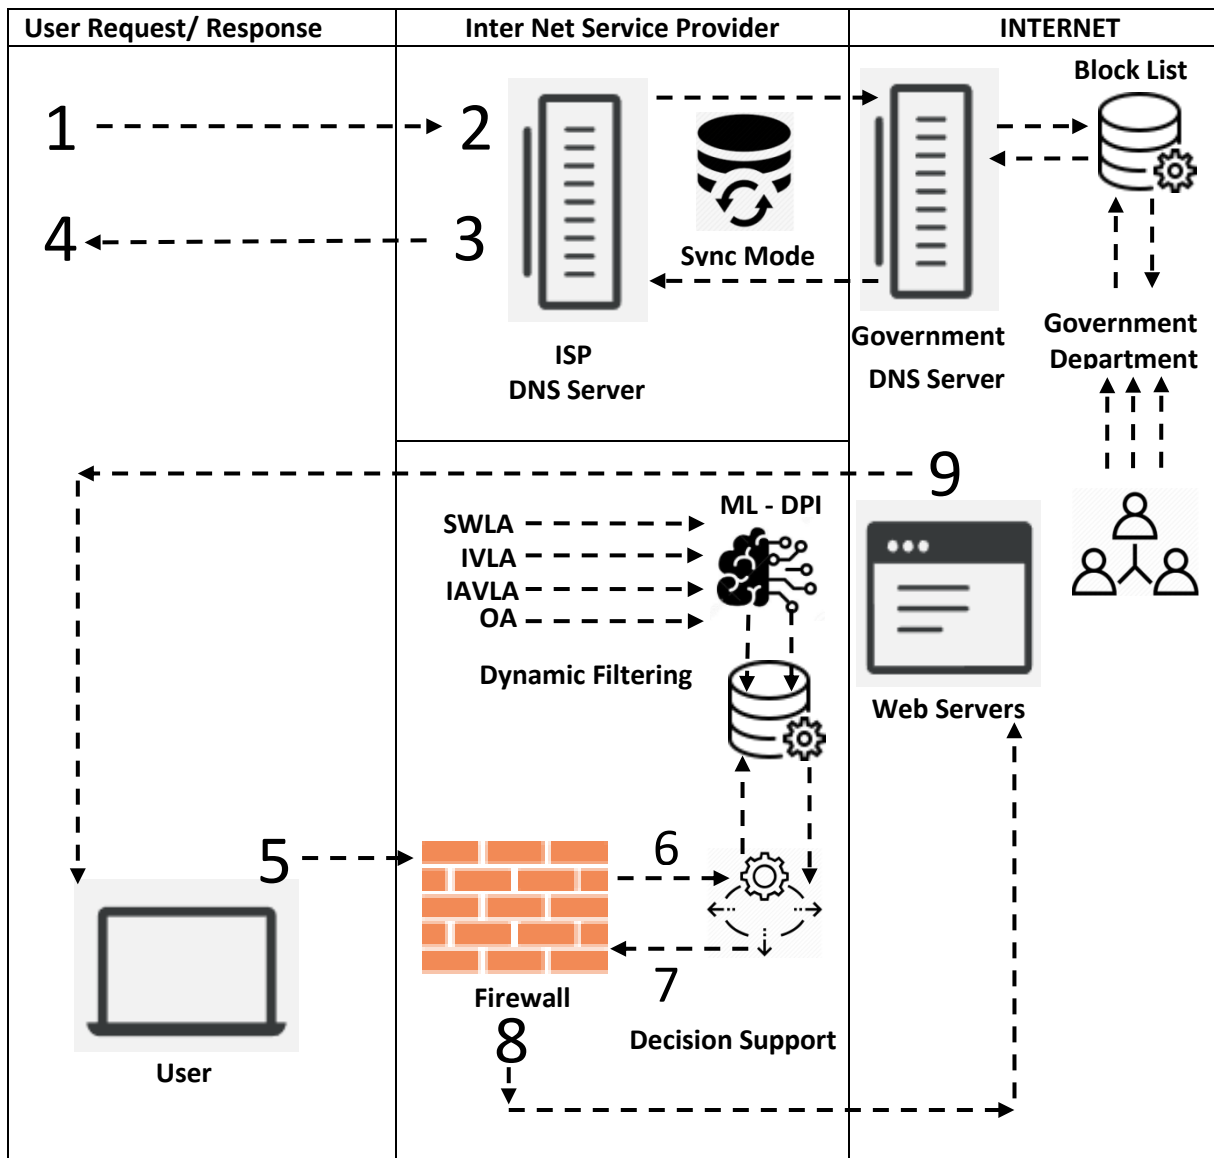 User Request/ Response
Inter Net Service Provider
INTERNET
Block List
1
2
4
3
Sync Mode
ISP
DNS Server
Government
DNS Server
Government
Department
9
ML - DPI
SWLA
IVLA
IAVLA
OA
Dynamic Filtering
Web Servers
5
6
7
Firewall
8
Decision Support
User